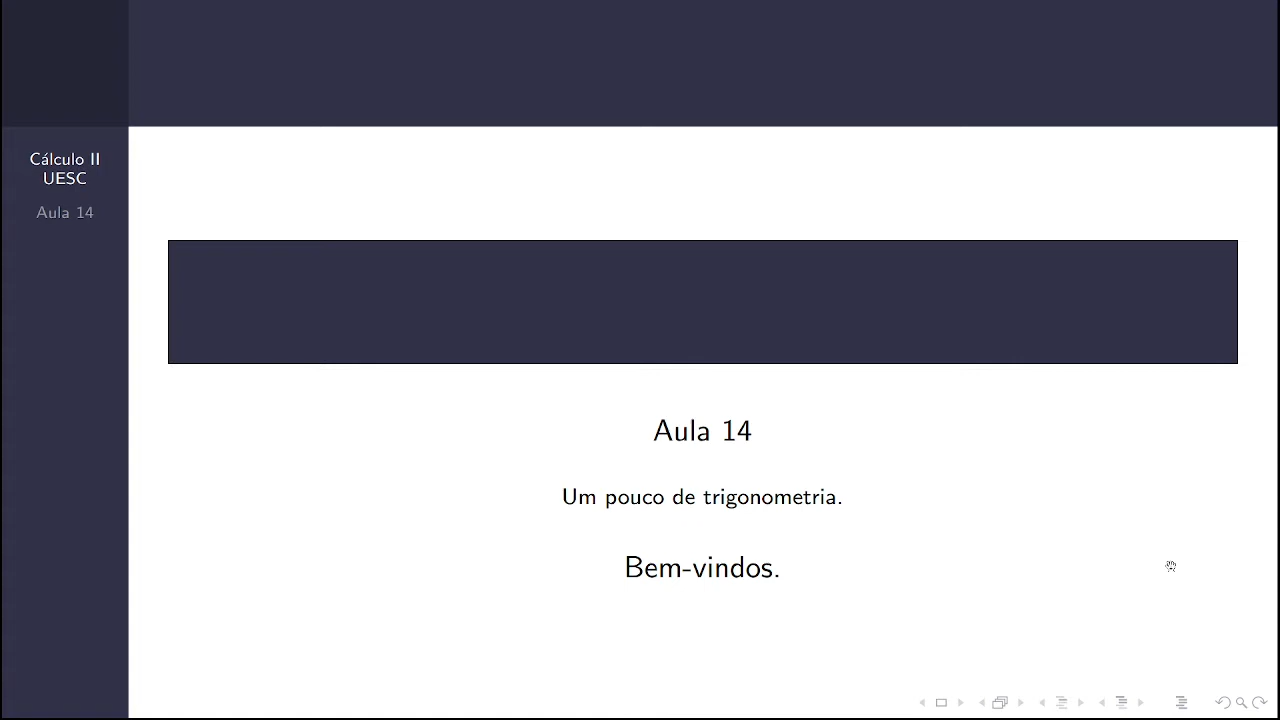 Cálculo II
UESC
Aula 14
Aula 14
Um pouco de trigonometria.
Bem-vindos.